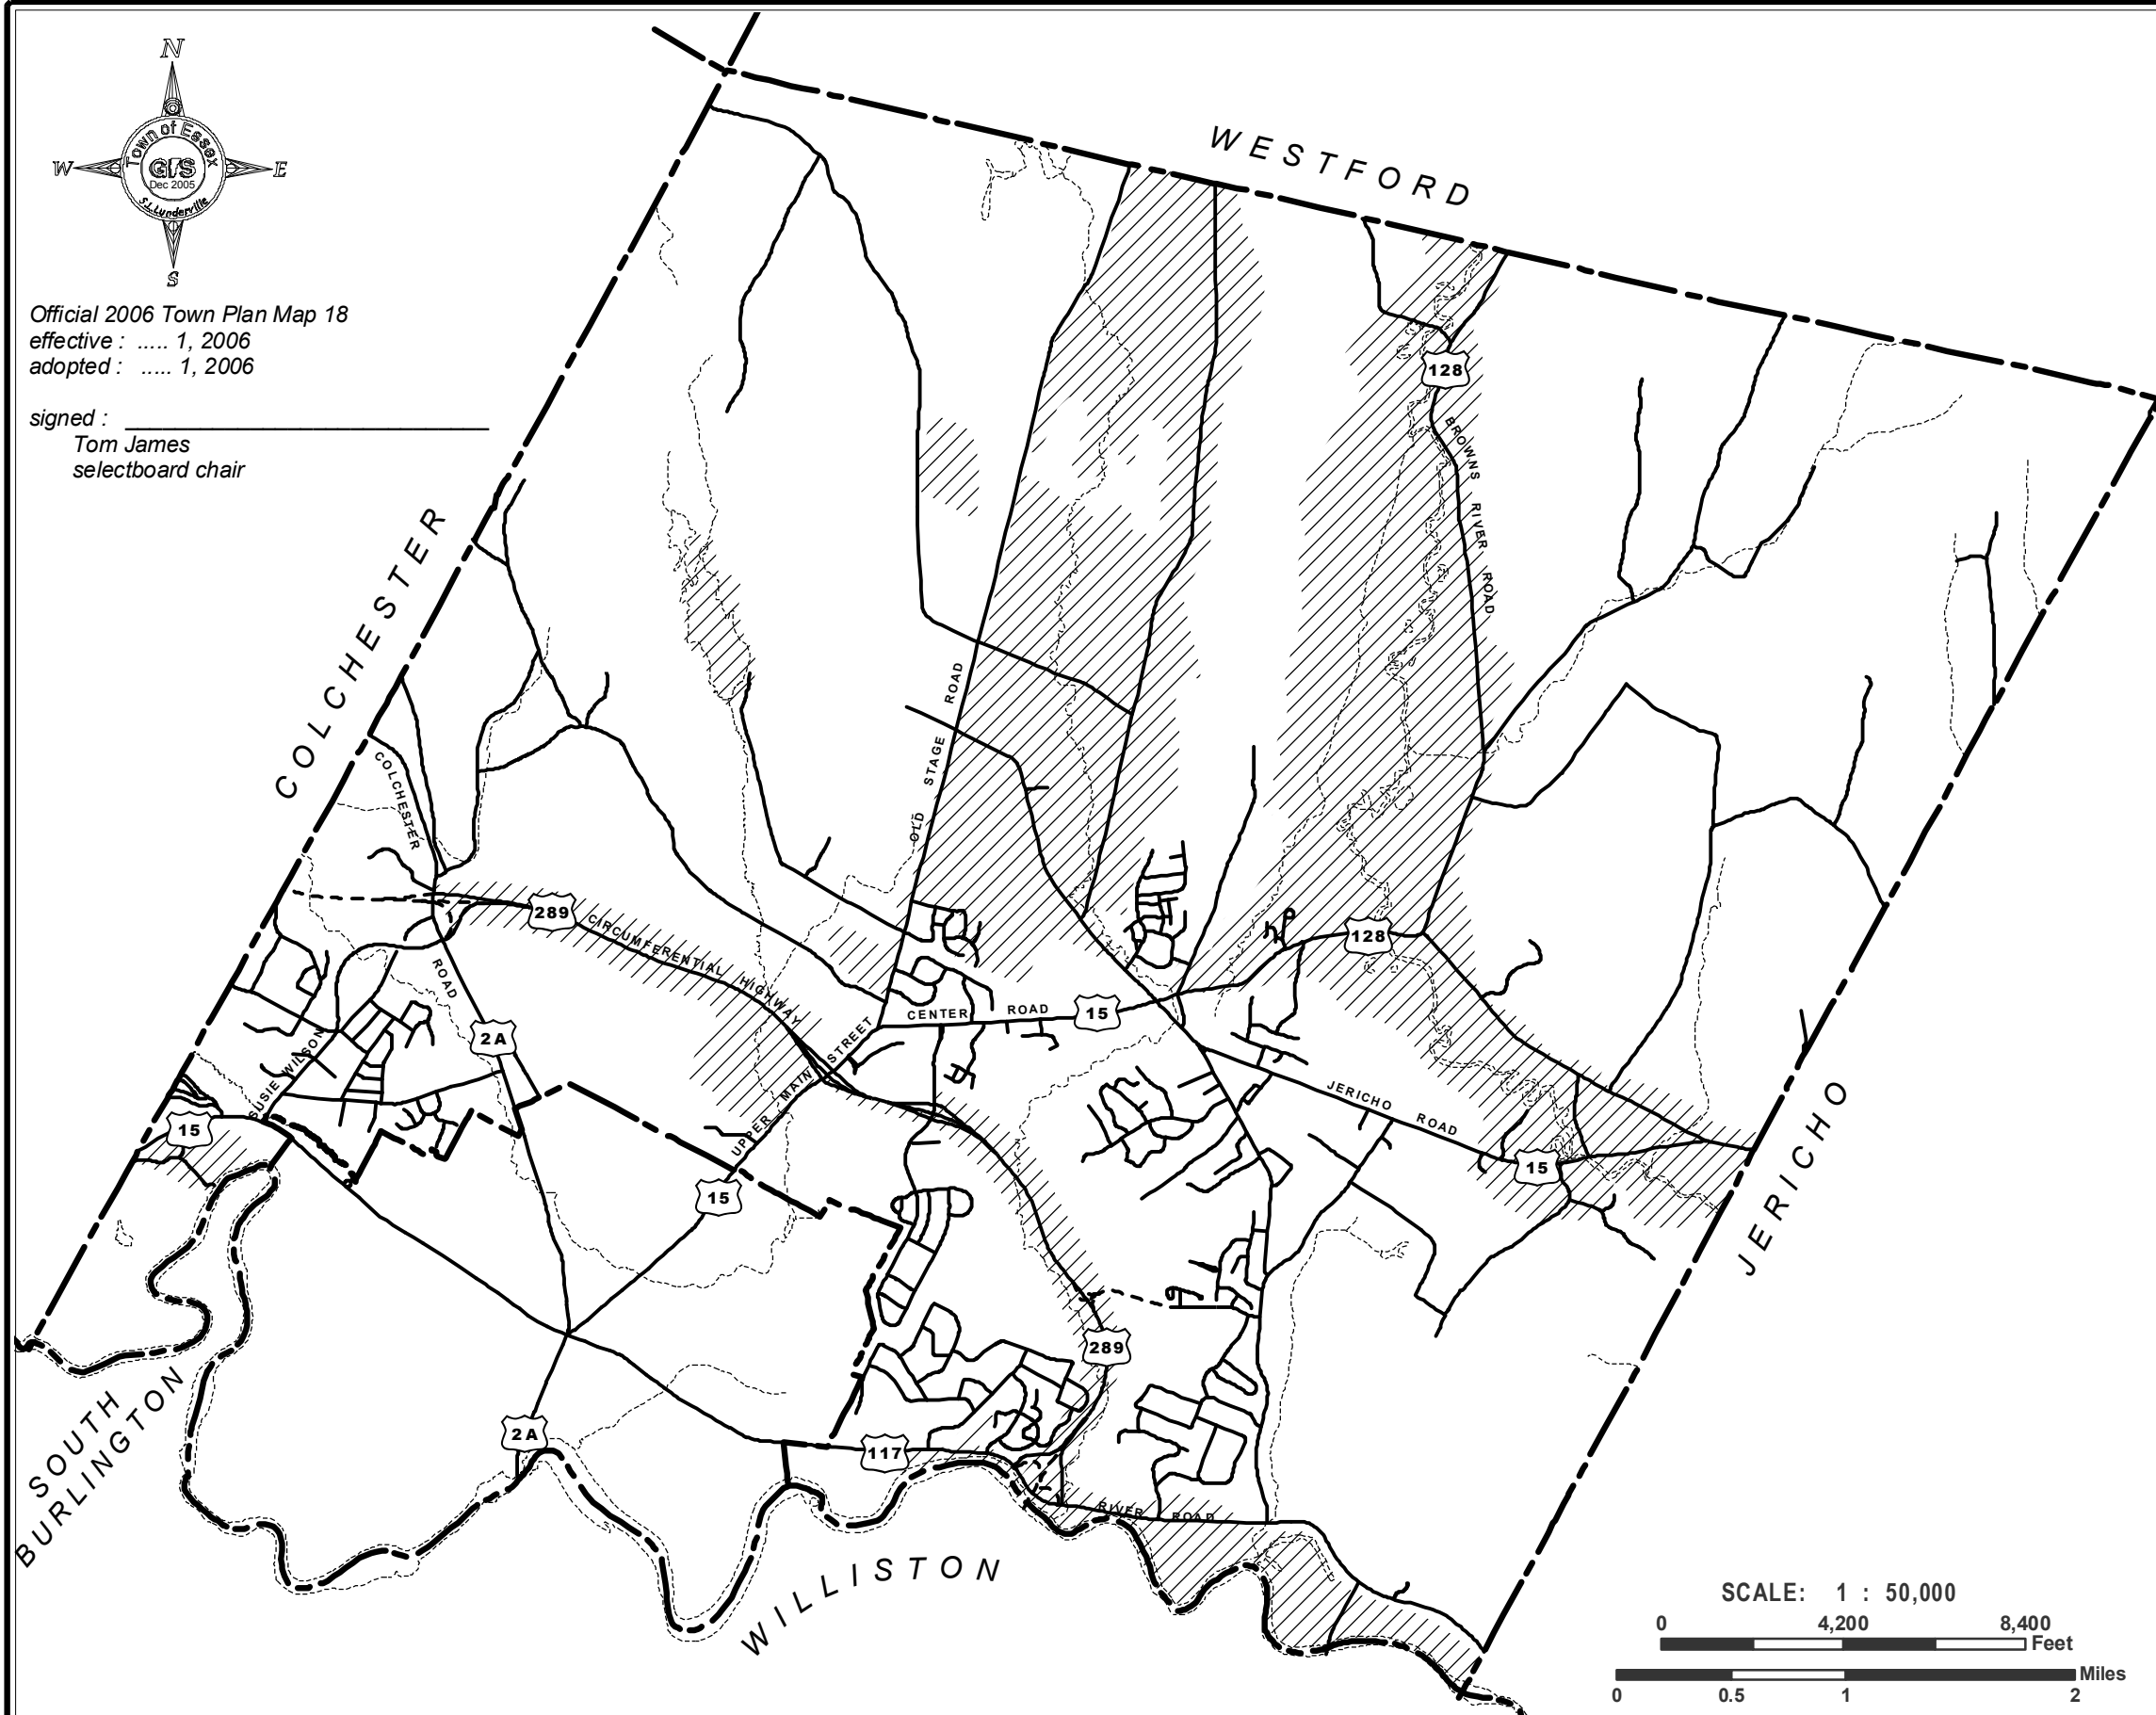 N
W
E
S
Town of Essex
GIS
Dec 2005
S.L.Lunderville
Official 2006 Town Plan Map 18
effective : ..... 1, 2006
adopted : ..... 1, 2006
signed :
Tom James
selectboard chair
WESTFORD
COLCHESTER
JERICHO
SOUTH
BURLINGTON
WILLISTON
128
BROWNS RIVER ROAD
OLD STAGE ROAD
COLCHESTER
ROAD
289
CIRCUMFERENTIAL HIGHWAY
128
CENTER ROAD
15
2A
SUSIE WILSON
UPPER MAIN STREET
JERICHO ROAD
15
15
15
289
2A
117
RIVER ROAD
SCALE: 1 : 50,000
0 4,200 8,400
Feet
Miles
0 0.5 1 2